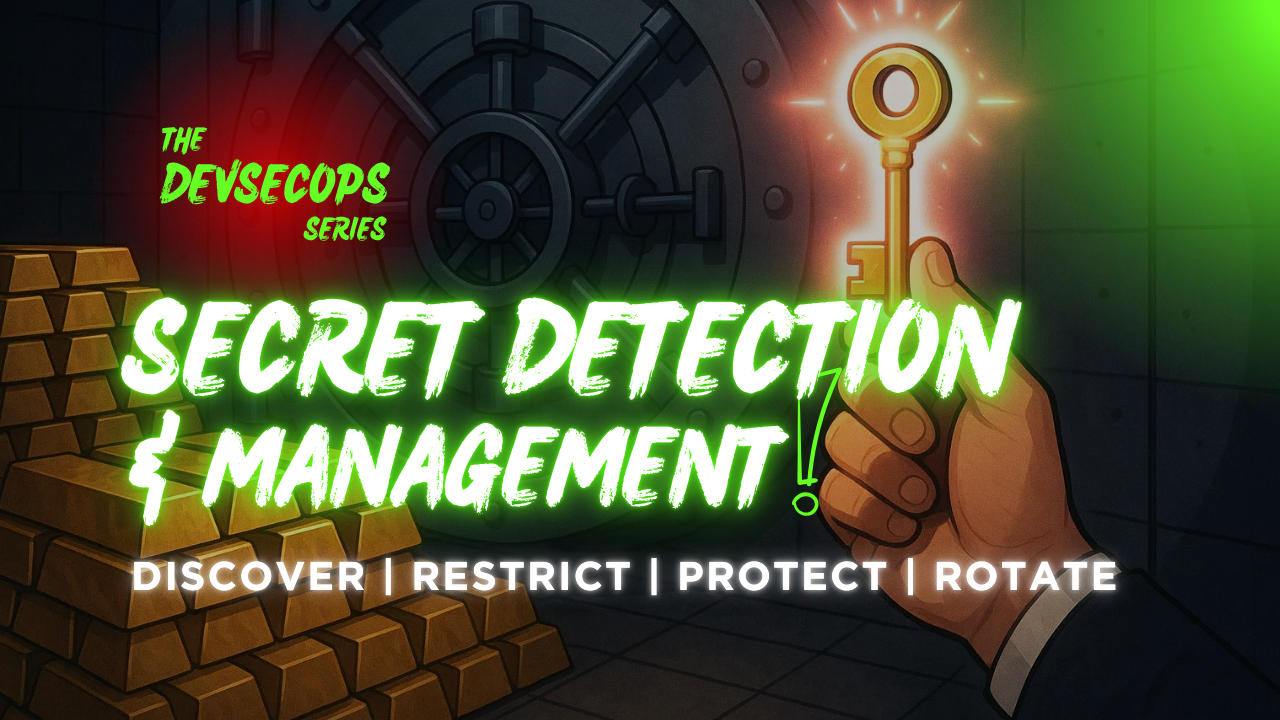 THE
DEVSECOPS
SERIES
SECRET DETECTION
& MANAGEMENT!
DISCOVER | RESTRICT | PROTECT | ROTATE